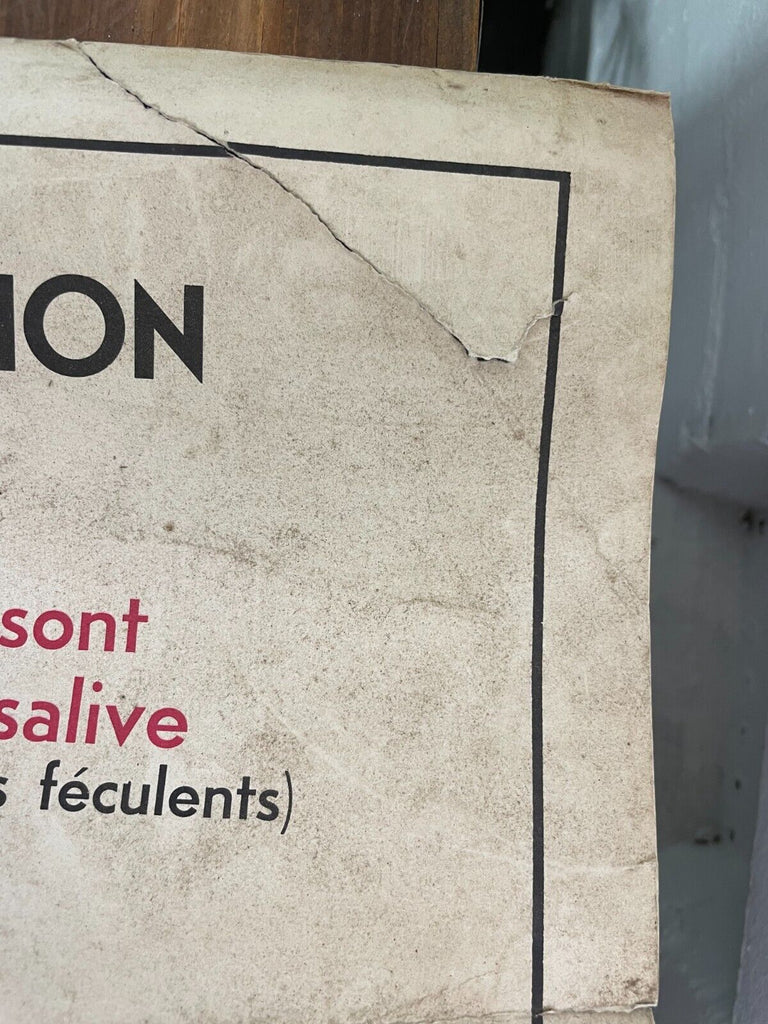 ION
sont
salive
s féculents)